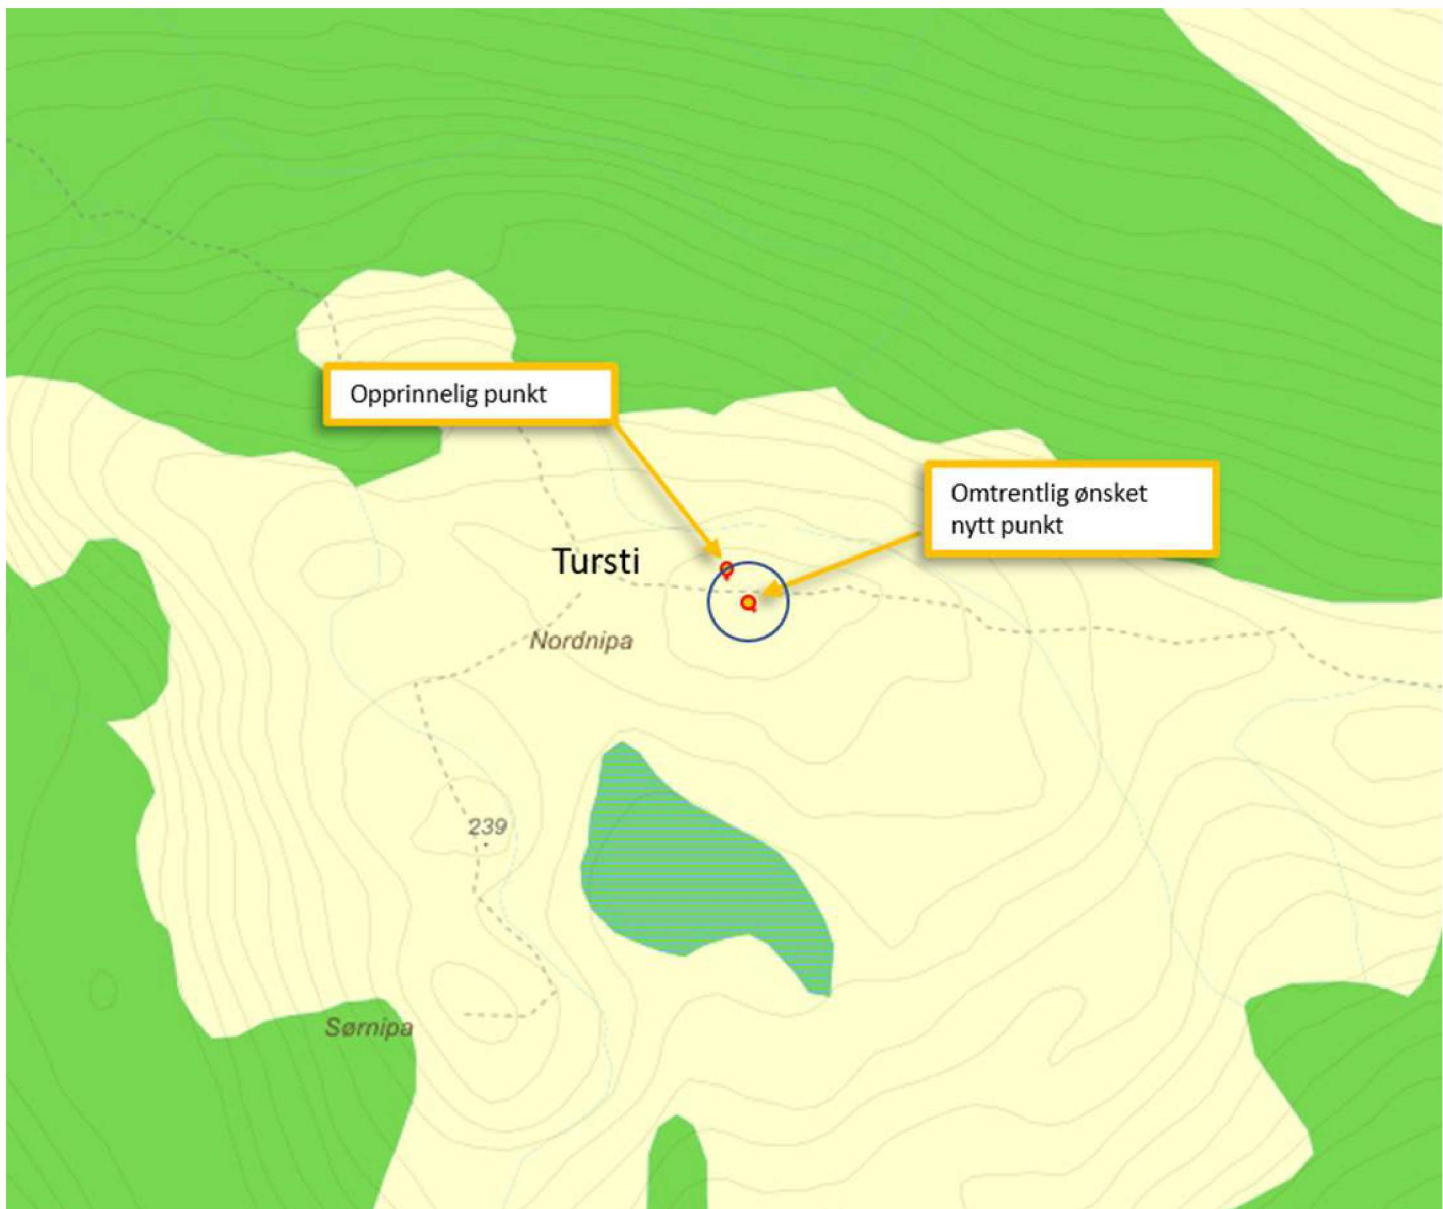 Opprinnelig punkt
Omtrentlig ønsket
nytt punkt
Tursti
Nordnipa
239
Sørnipa